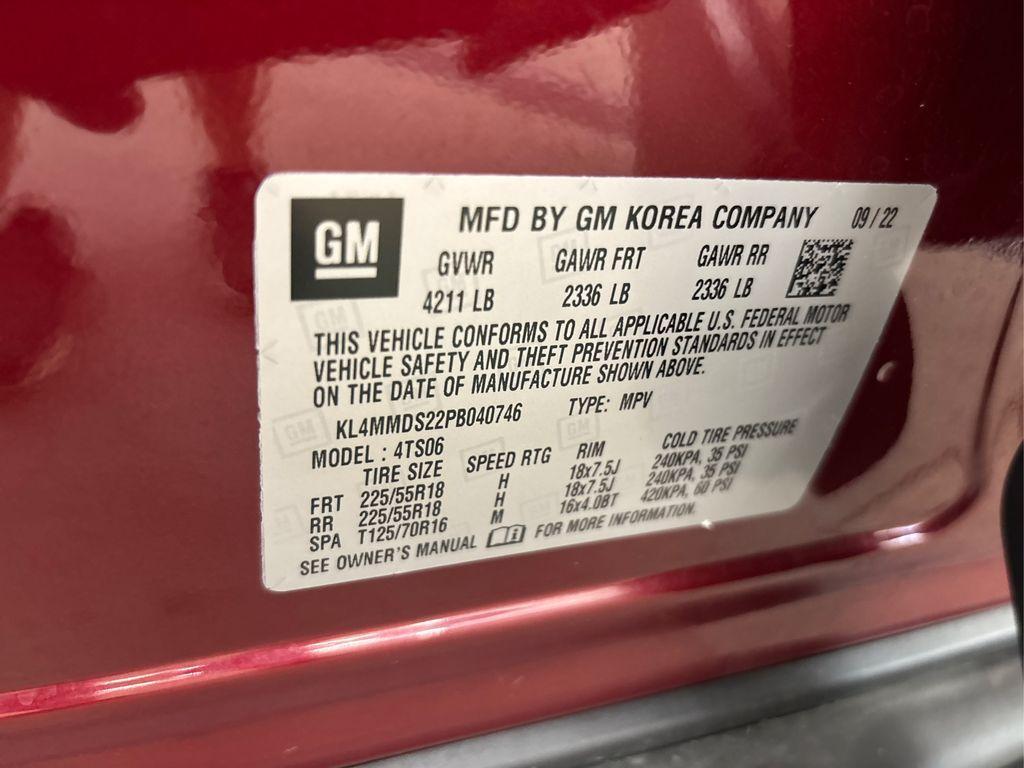 GM
MFD BY GM KOREA COMPANY 09/22
GVWR GAWR FRT GAWR RR
4211 LB 2336 LB 2336 LB
THIS VEHICLE CONFORMS TO ALL APPLICABLE U.S. FEDERAL MOTOR
VEHICLE SAFETY AND THEFT PREVENTION STANDARDS IN EFFECT
ON THE DATE OF MANUFACTURE SHOWN ABOVE.
KL4MMDS22PB040746 TYPE: MPV
MODEL : 4TS06
TIRE SIZE SPEED RTG RIM COLD TIRE PRESSURE
FRT 225/55R18 H 18x7.5J 240KPA, 35 PSI
RR 225/55R18 H 18x7.5J 240KPA, 35 PSI
SPA T125/70R16 M 16x4.0BT 420KPA, 60 PSI
SEE OWNER'S MANUAL FOR MORE INFORMATION.